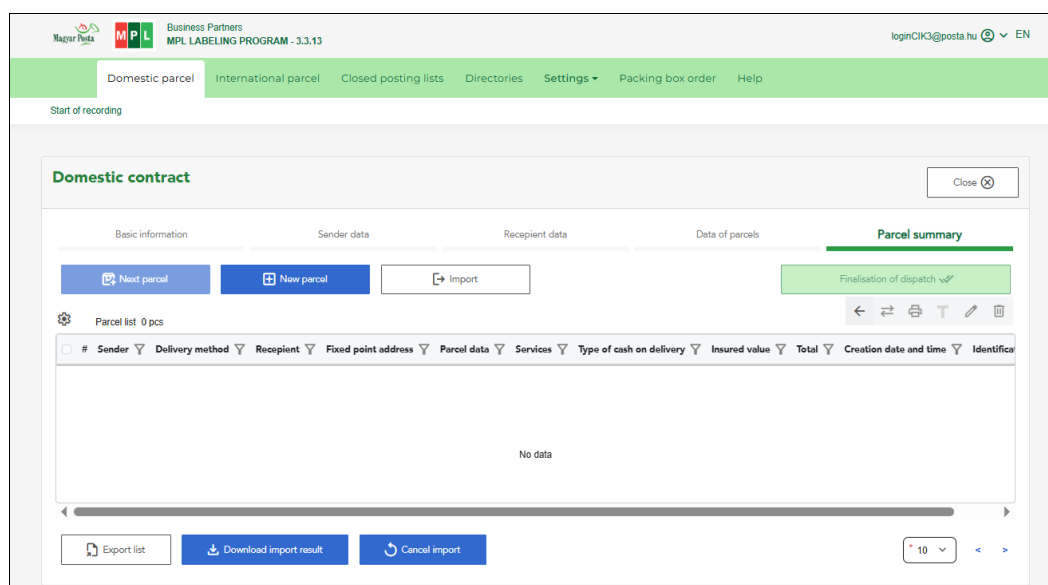 Magyar Posta
MPL
Business Partners
MPL LABELING PROGRAM - 3.3.13
loginCIK3@posta.hu EN
Domestic parcel International parcel Closed posting lists Directories Settings Packing box order Help
Start of recording
Domestic contract
Close
Basic information Sender data Recepient data Data of parcels Parcel summary
Next parcel New parcel Import Finalisation of dispatch
Parcel list 0 pcs
# Sender Delivery method Recepient Fixed point address Parcel data Services Type of cash on delivery Insured value Total Creation date and time Identifica
No data
Export list Download import result Cancel import * 10 < >